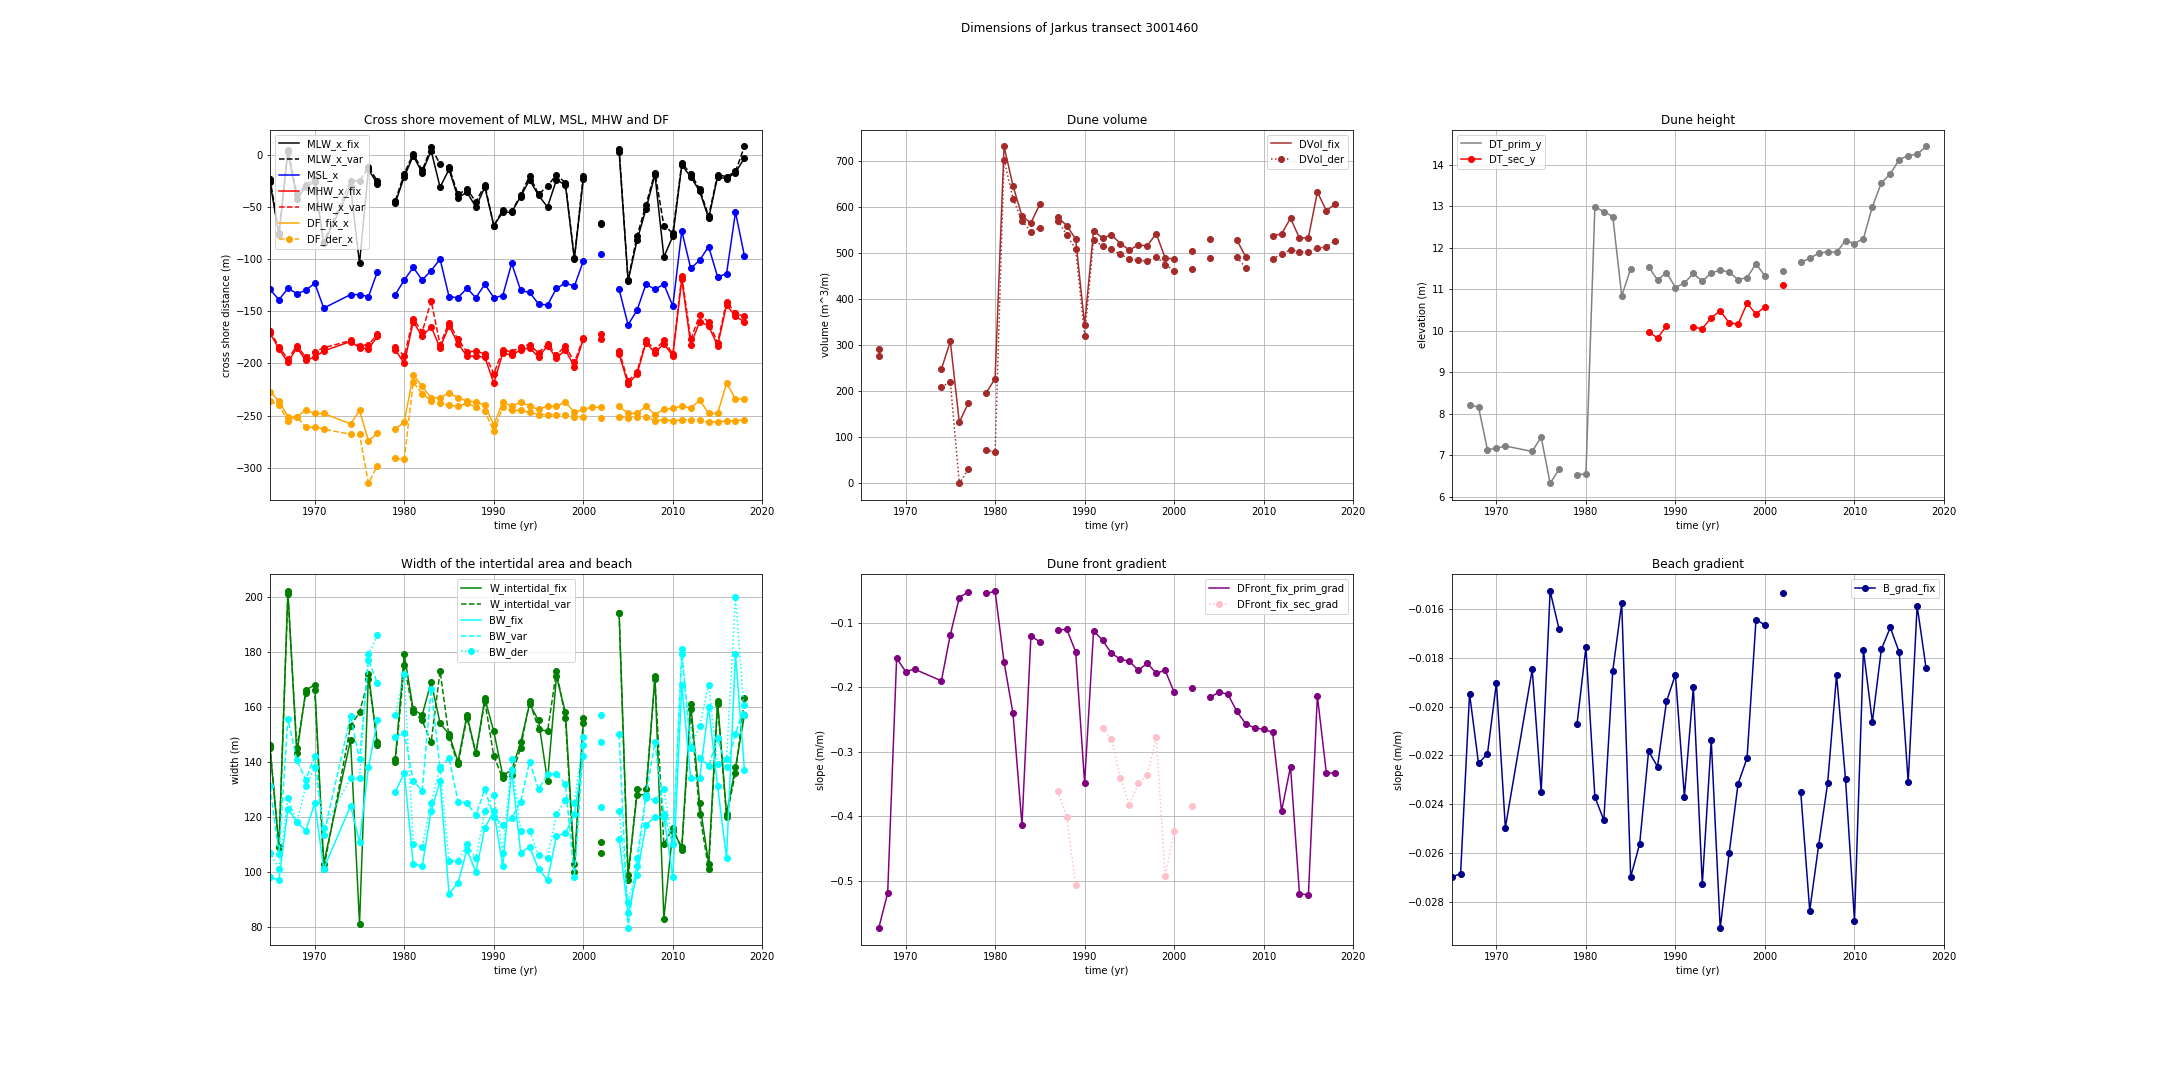 Dimensions of Jarkus transect 3001460
Cross shore movement of MLW, MSL, MHW and DF
MLW_x_fix
MLW_x_var
MSL_x
MHW_x_fix
MHW_x_var
DF_fix_x
DF_der_x
cross shore distance (m)
0
−50
−100
−150
−200
−250
−300
1970 1980 1990 2000 2010 2020
time (yr)
Dune volume
DVol_fix
DVol_der
volume (m^3/m)
700
600
500
400
300
200
100
0
1970 1980 1990 2000 2010 2020
time (yr)
Dune height
DT_prim_y
DT_sec_y
elevation (m)
14
13
12
11
10
9
8
7
6
1970 1980 1990 2000 2010 2020
time (yr)
Width of the intertidal area and beach
W_intertidal_fix
W_intertidal_var
BW_fix
BW_var
BW_der
width (m)
200
180
160
140
120
100
80
1970 1980 1990 2000 2010 2020
time (yr)
Dune front gradient
DFront_fix_prim_grad
DFront_fix_sec_grad
slope (m/m)
−0.1
−0.2
−0.3
−0.4
−0.5
1970 1980 1990 2000 2010 2020
time (yr)
Beach gradient
B_grad_fix
slope (m/m)
−0.016
−0.018
−0.020
−0.022
−0.024
−0.026
−0.028
1970 1980 1990 2000 2010 2020
time (yr)